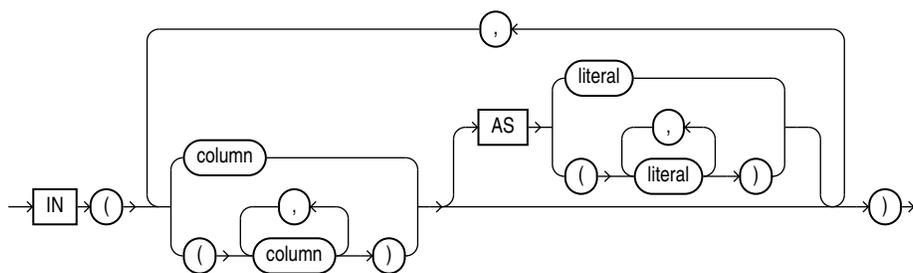 ,
literal
AS
,
column
( literal )
IN ( )
,
( column )